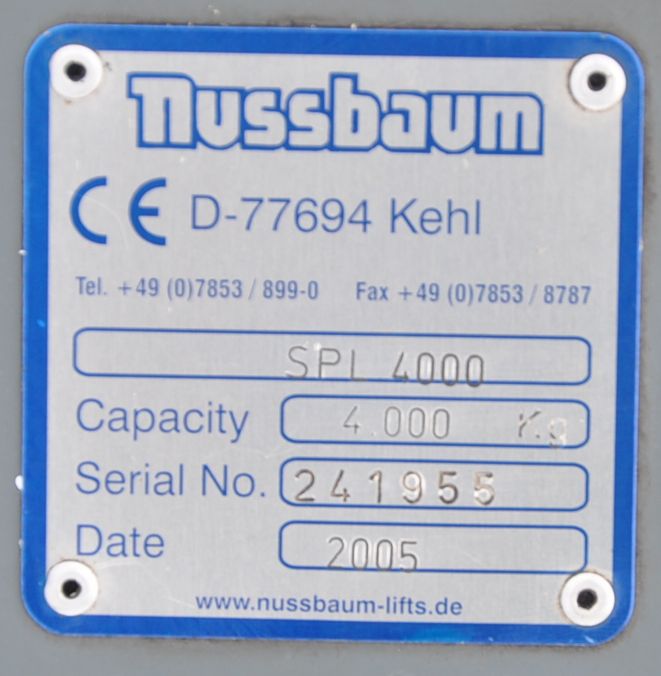 nussbaum
CE D-77694 Kehl
Tel. +49 (0)7853 / 899-0 Fax +49 (0)7853 / 8787
SPL 4000
Capacity 4.000 Kg
Serial No. 241955
Date 2005
www.nussbaum-lifts.de